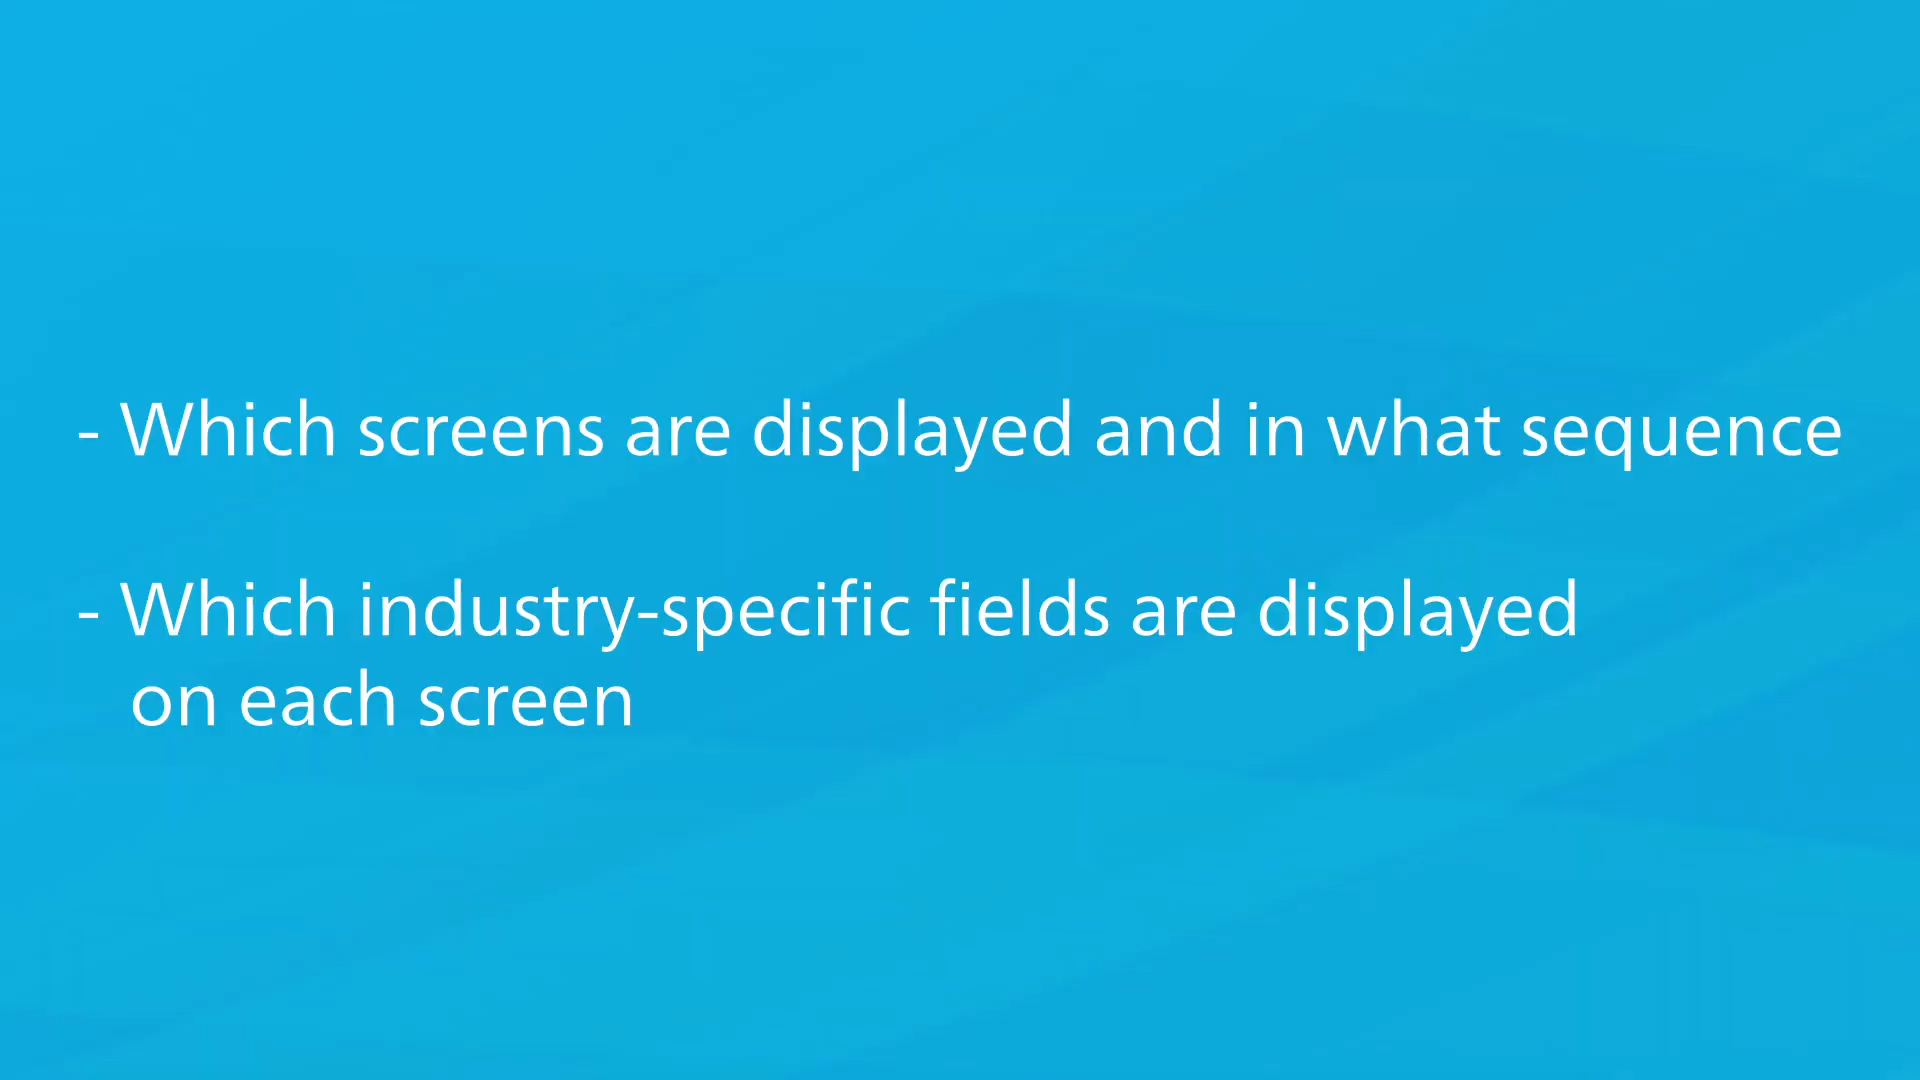 - Which screens are displayed and in what sequence
- Which industry-specific fields are displayed
on each screen